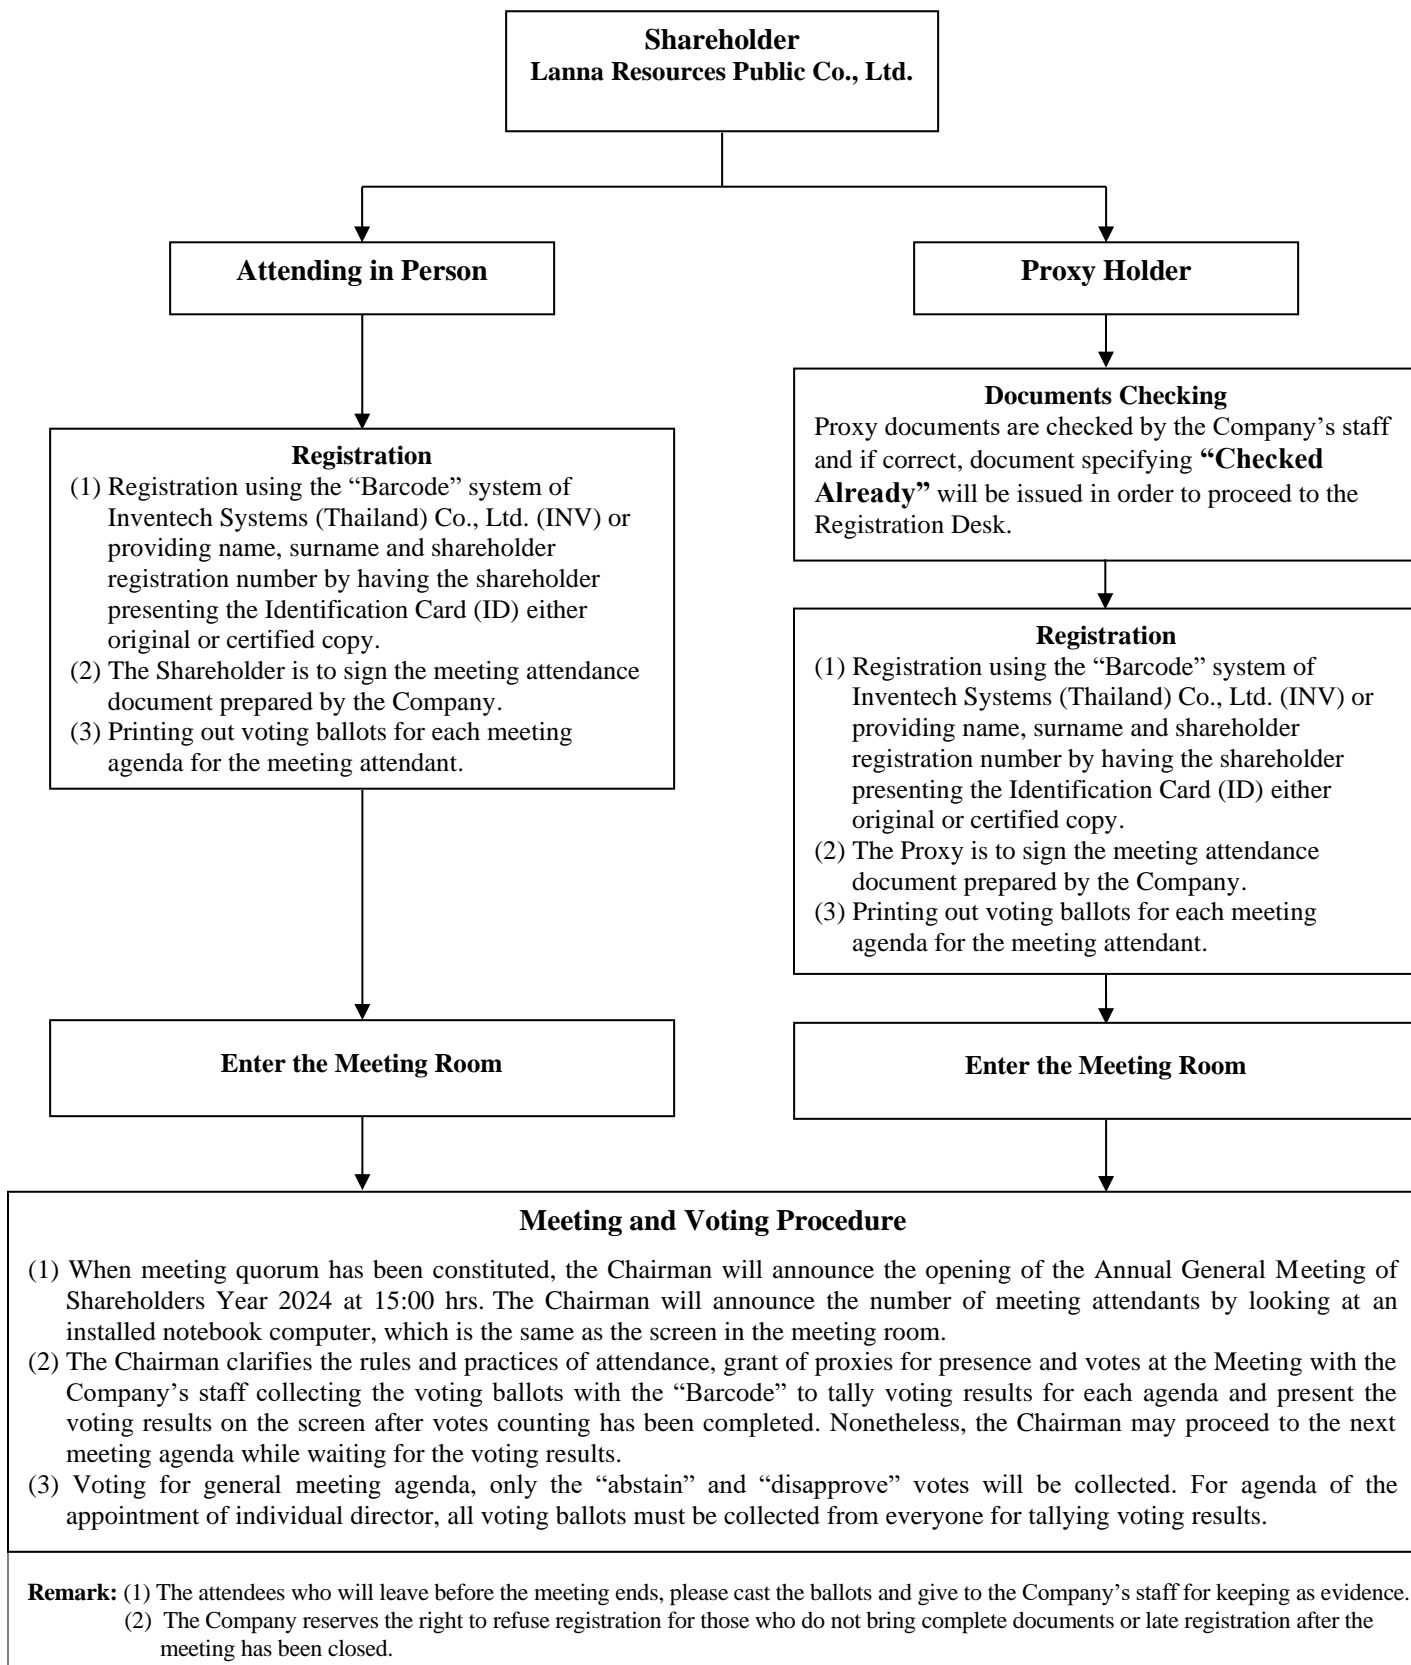 Shareholder
Lanna Resources Public Co., Ltd.
Attending in Person
Registration
(1) Registration using the “Barcode” system of
Inventech Systems (Thailand) Co., Ltd. (INV) or
providing name, surname and shareholder
registration number by having the shareholder
presenting the Identification Card (ID) either
original or certified copy.
(2) The Shareholder is to sign the meeting attendance
document prepared by the Company.
(3) Printing out voting ballots for each meeting
agenda for the meeting attendant.
Enter the Meeting Room
Proxy Holder
Documents Checking
Proxy documents are checked by the Company’s staff
and if correct, document specifying “Checked
Already” will be issued in order to proceed to the
Registration Desk.
Registration
(1) Registration using the “Barcode” system of
Inventech Systems (Thailand) Co., Ltd. (INV) or
providing name, surname and shareholder
registration number by having the shareholder
presenting the Identification Card (ID) either
original or certified copy.
(2) The Proxy is to sign the meeting attendance
document prepared by the Company.
(3) Printing out voting ballots for each meeting
agenda for the meeting attendant.
Enter the Meeting Room
Meeting and Voting Procedure
(1) When meeting quorum has been constituted, the Chairman will announce the opening of the Annual General Meeting of
Shareholders Year 2024 at 15:00 hrs. The Chairman will announce the number of meeting attendants by looking at an
installed notebook computer, which is the same as the screen in the meeting room.
(2) The Chairman clarifies the rules and practices of attendance, grant of proxies for presence and votes at the Meeting with the
Company’s staff collecting the voting ballots with the “Barcode” to tally voting results for each agenda and present the
voting results on the screen after votes counting has been completed. Nonetheless, the Chairman may proceed to the next
meeting agenda while waiting for the voting results.
(3) Voting for general meeting agenda, only the “abstain” and “disapprove” votes will be collected. For agenda of the
appointment of individual director, all voting ballots must be collected from everyone for tallying voting results.
Remark: (1) The attendees who will leave before the meeting ends, please cast the ballots and give to the Company’s staff for keeping as evidence.
(2) The Company reserves the right to refuse registration for those who do not bring complete documents or late registration after the
meeting has been closed.